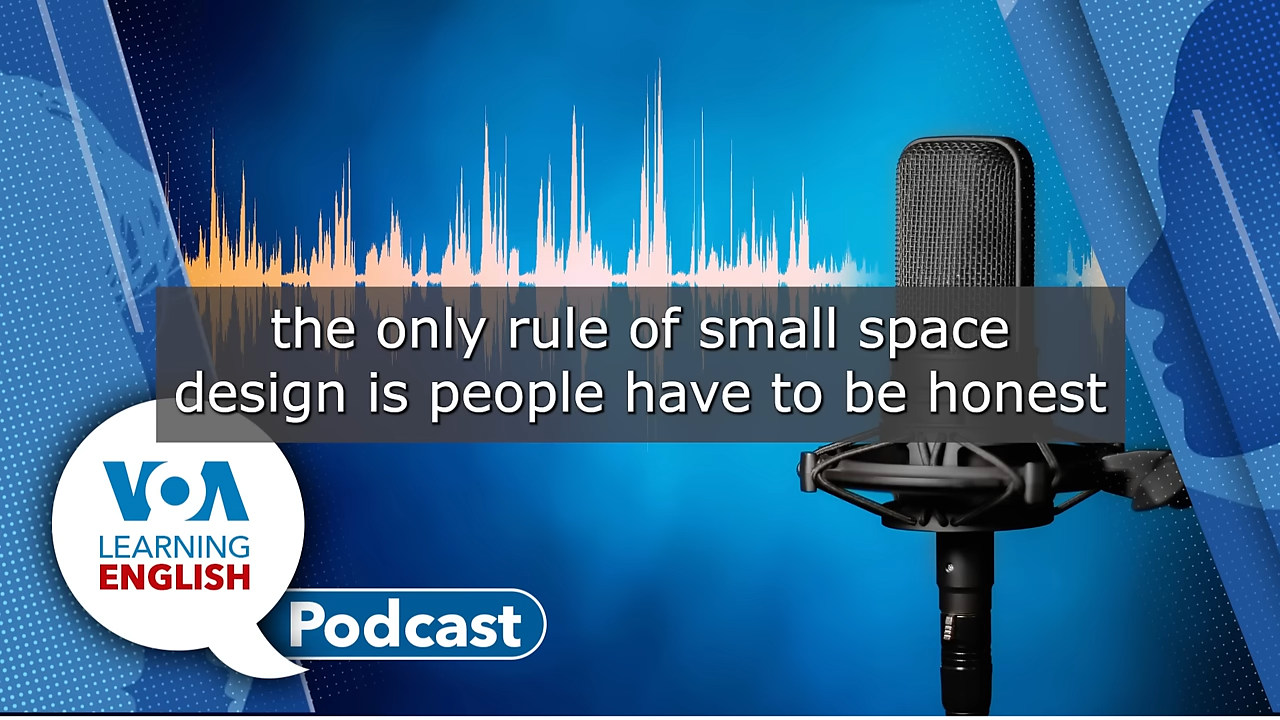 the only rule of small space
design is people have to be honest
VOA
LEARNING
ENGLISH
Podcast